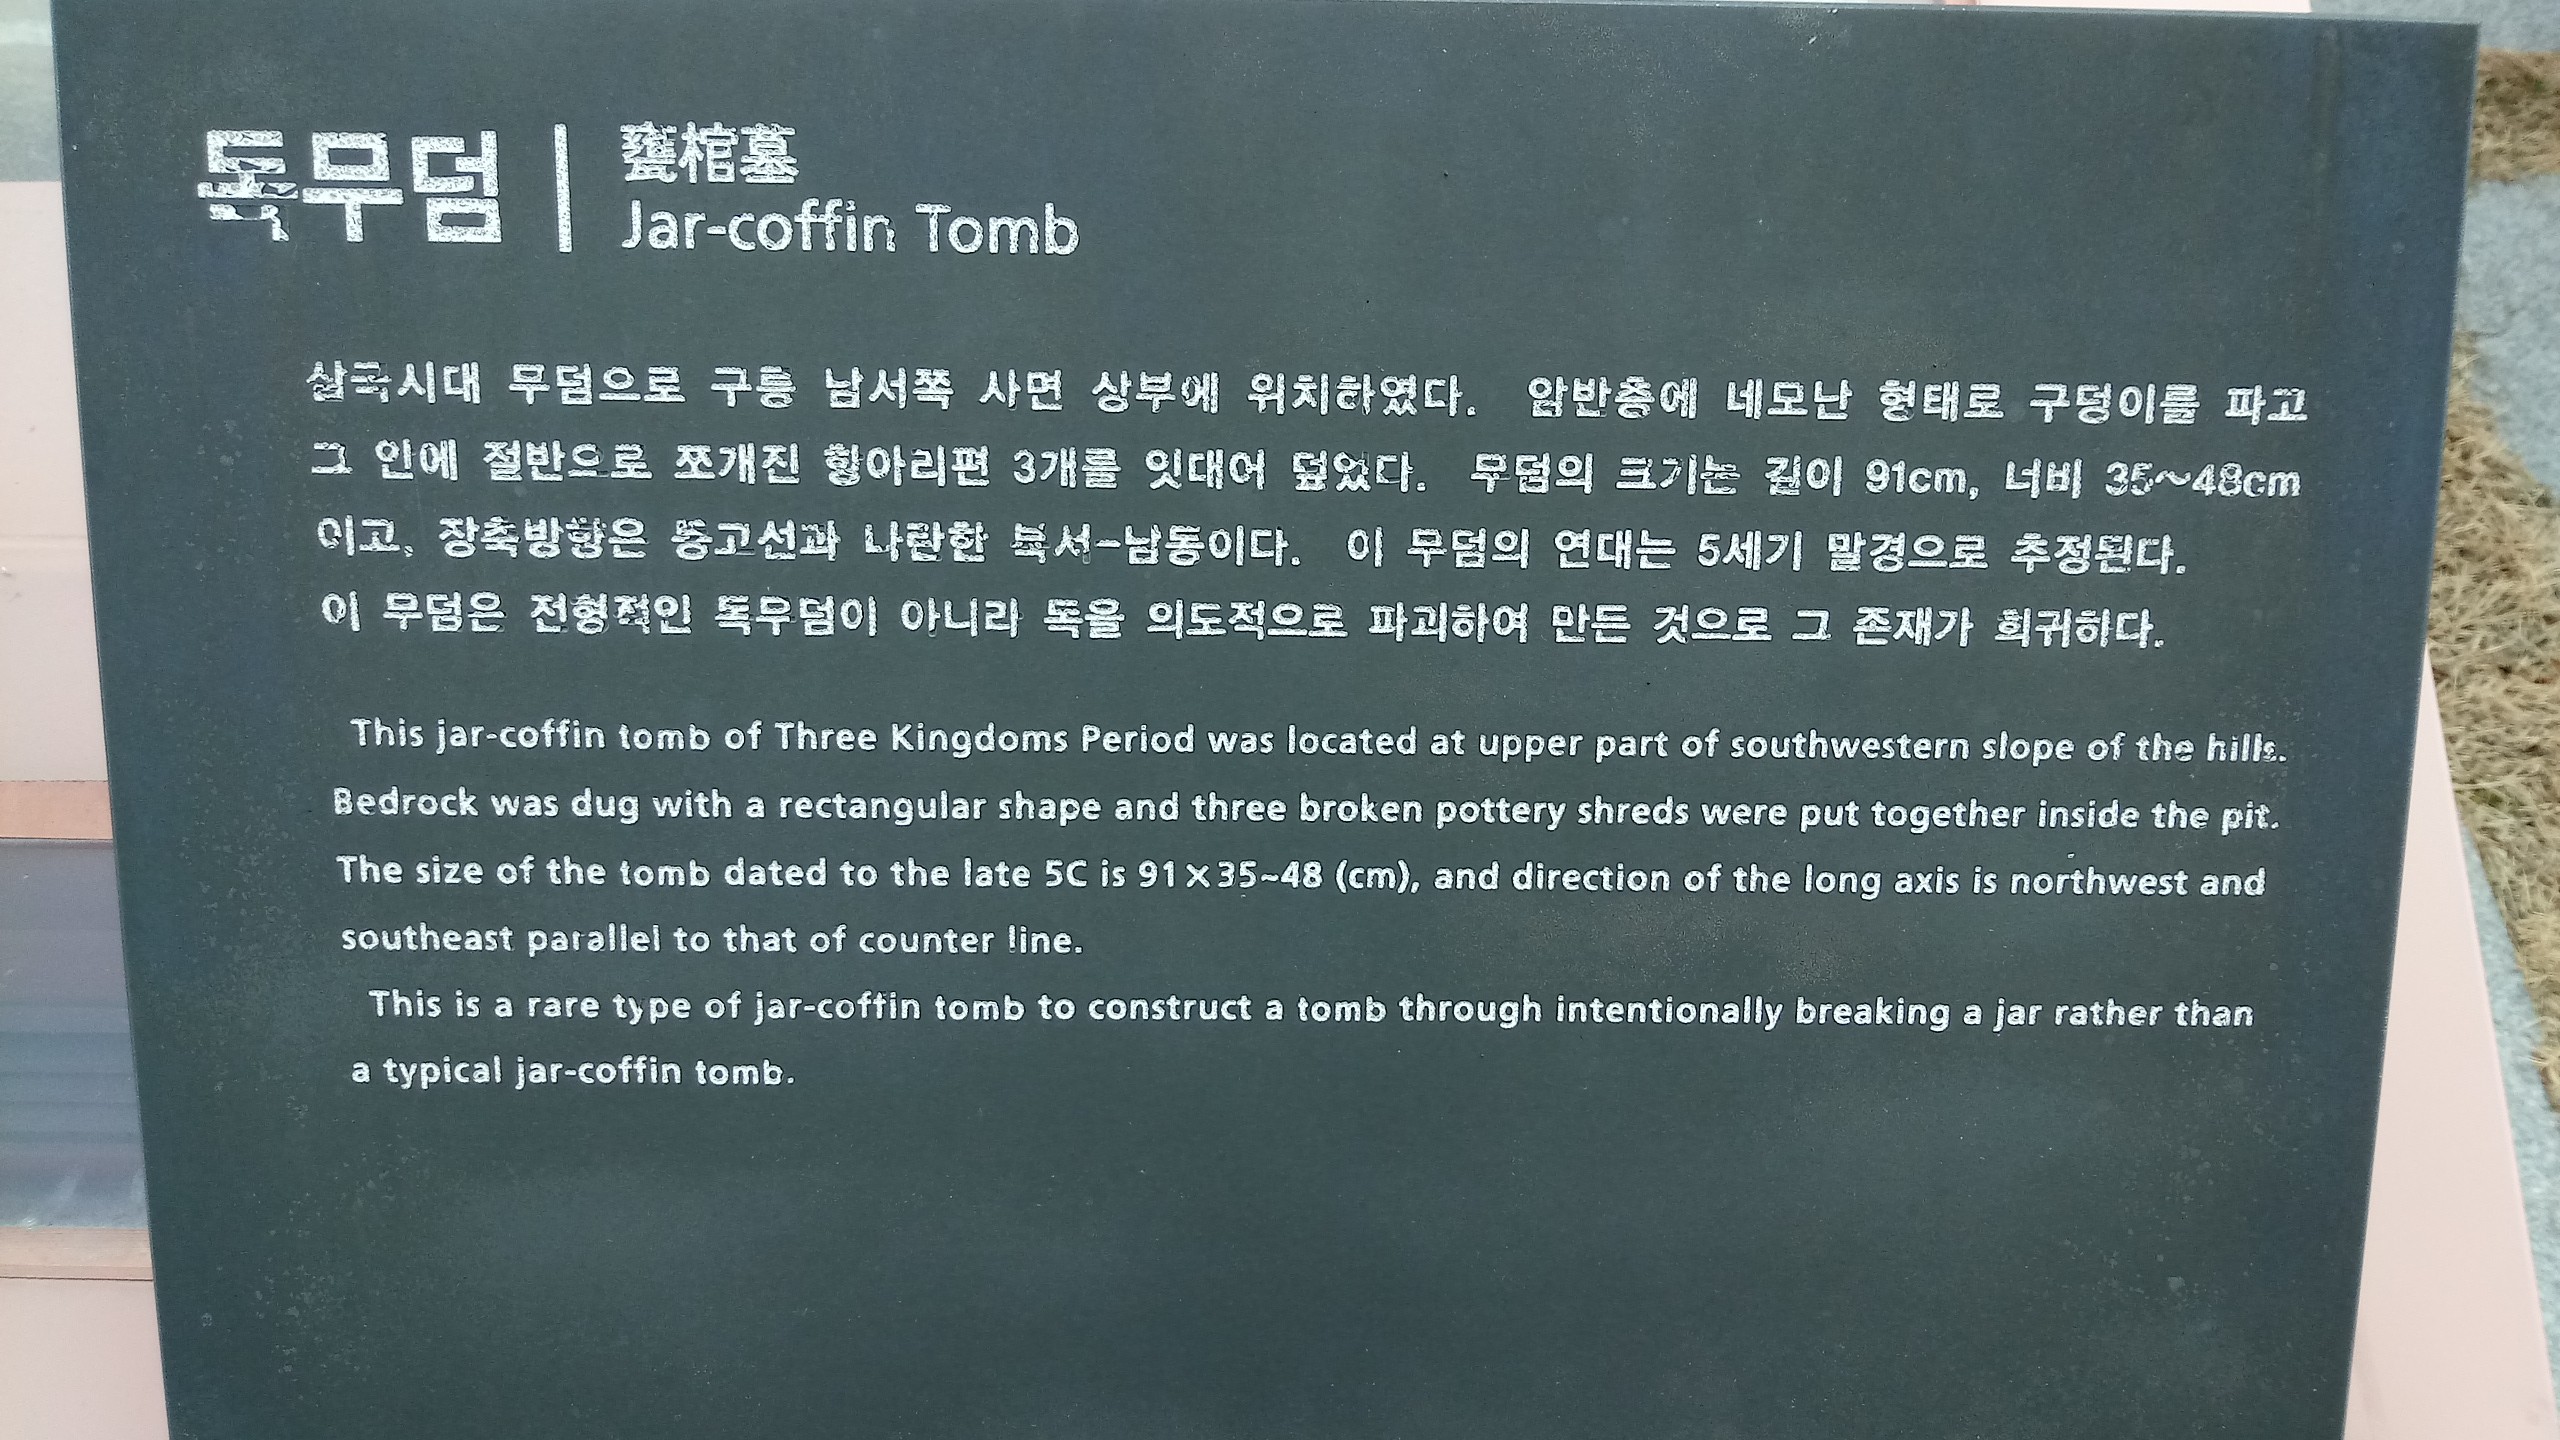 독무덤
甕棺墓
Jar-coffin Tomb
삼국시대 무덤으로 구릉 남서쪽 사면 상부에 위치하였다. 암반층에 네모난 형태로 구덩이를 파고
그 안에 절반으로 쪼개진 항아리편 3개를 잇대어 덮었다. 무덤의 크기는 길이 91cm, 너비 35~48cm
이고, 장축방향은 등고선과 나란한 북서-남동이다. 이 무덤의 연대는 5세기 말경으로 추정된다.
이 무덤은 전형적인 독무덤이 아니라 독을 의도적으로 파괴하여 만든 것으로 그 존재가 희귀하다.
This jar-coffin tomb of Three Kingdoms Period was located at upper part of southwestern slope of the hills.
Bedrock was dug with a rectangular shape and three broken pottery shreds were put together inside the pit.
The size of the tomb dated to the late 5C is 91×35~48 (cm), and direction of the long axis is northwest and
southeast parallel to that of counter line.
This is a rare type of jar-coffin tomb to construct a tomb through intentionally breaking a jar rather than
a typical jar-coffin tomb.